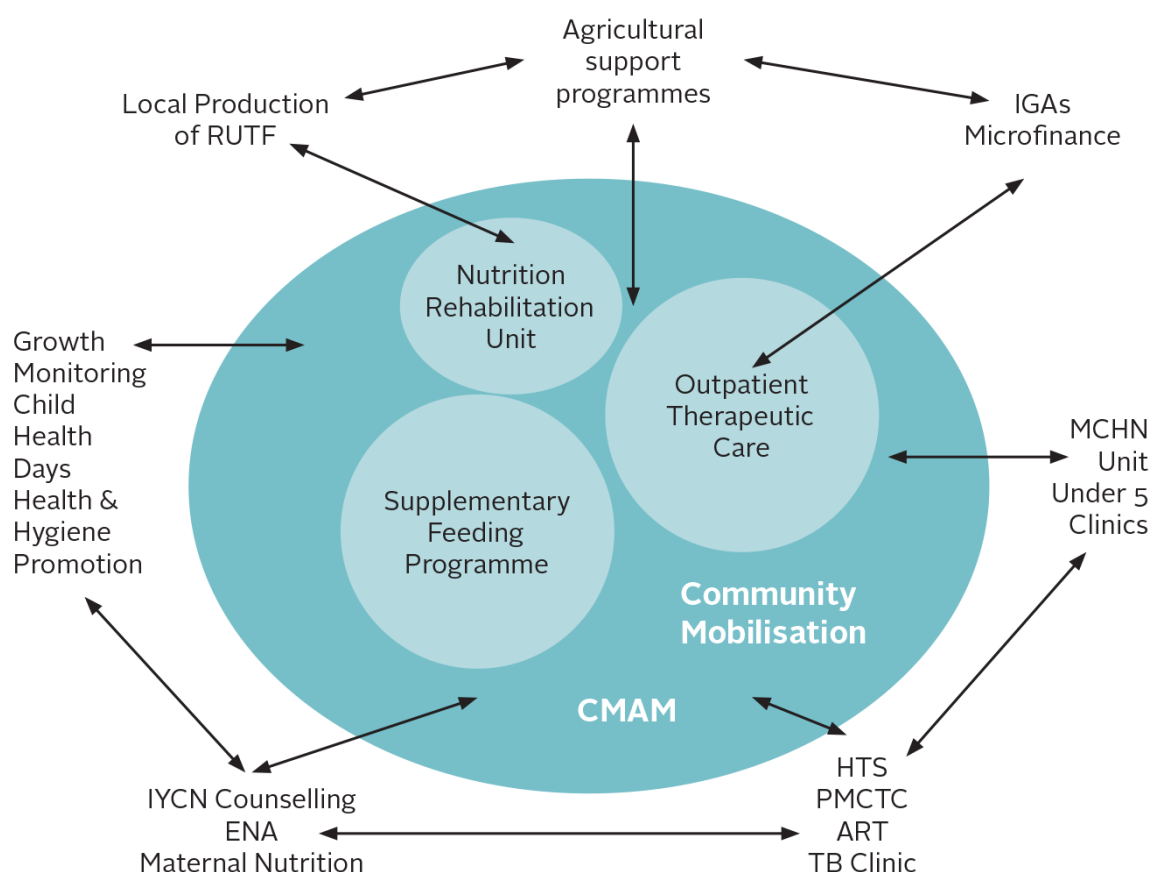 Agricultural
support
programmes
Local Production
of RUTF
IGAs
Microfinance
Nutrition
Rehabilitation
Unit
Growth
Monitoring
Child
Health
Days
Health &
Hygiene
Promotion
Outpatient
Therapeutic
Care
MCHN
Unit
Under 5
Clinics
Supplementary
Feeding
Programme
Community
Mobilisation
CMAM
IYCN Counselling
ENA
Maternal Nutrition
HTS
PMCTC
ART
TB Clinic